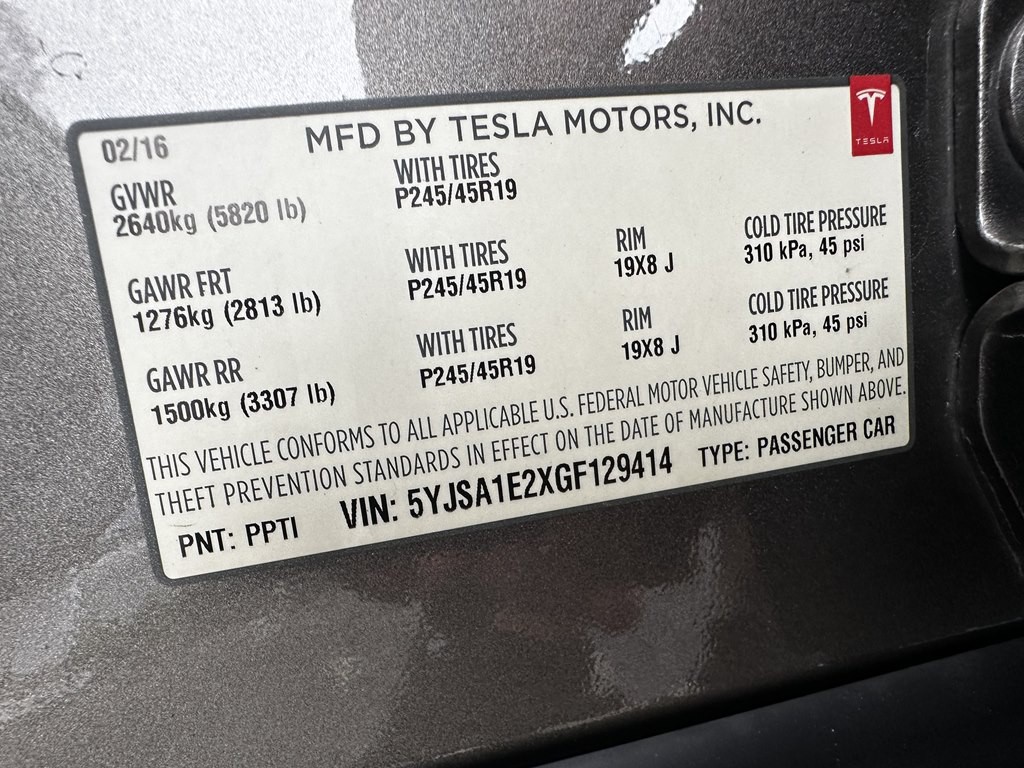 02/16 MFD BY TESLA MOTORS, INC.
TESLA
GVWR WITH TIRES
2640kg (5820 lb) P245/45R19
GAWR FRT WITH TIRES RIM COLD TIRE PRESSURE
1276kg (2813 lb) P245/45R19 19X8 J 310 kPa, 45 psi
GAWR RR WITH TIRES RIM COLD TIRE PRESSURE
1500kg (3307 lb) P245/45R19 19X8 J 310 kPa, 45 psi
THIS VEHICLE CONFORMS TO ALL APPLICABLE U.S. FEDERAL MOTOR VEHICLE SAFETY, BUMPER, AND
THEFT PREVENTION STANDARDS IN EFFECT ON THE DATE OF MANUFACTURE SHOWN ABOVE.
PNT: PPTI VIN: 5YJSA1E2XGF129414 TYPE: PASSENGER CAR